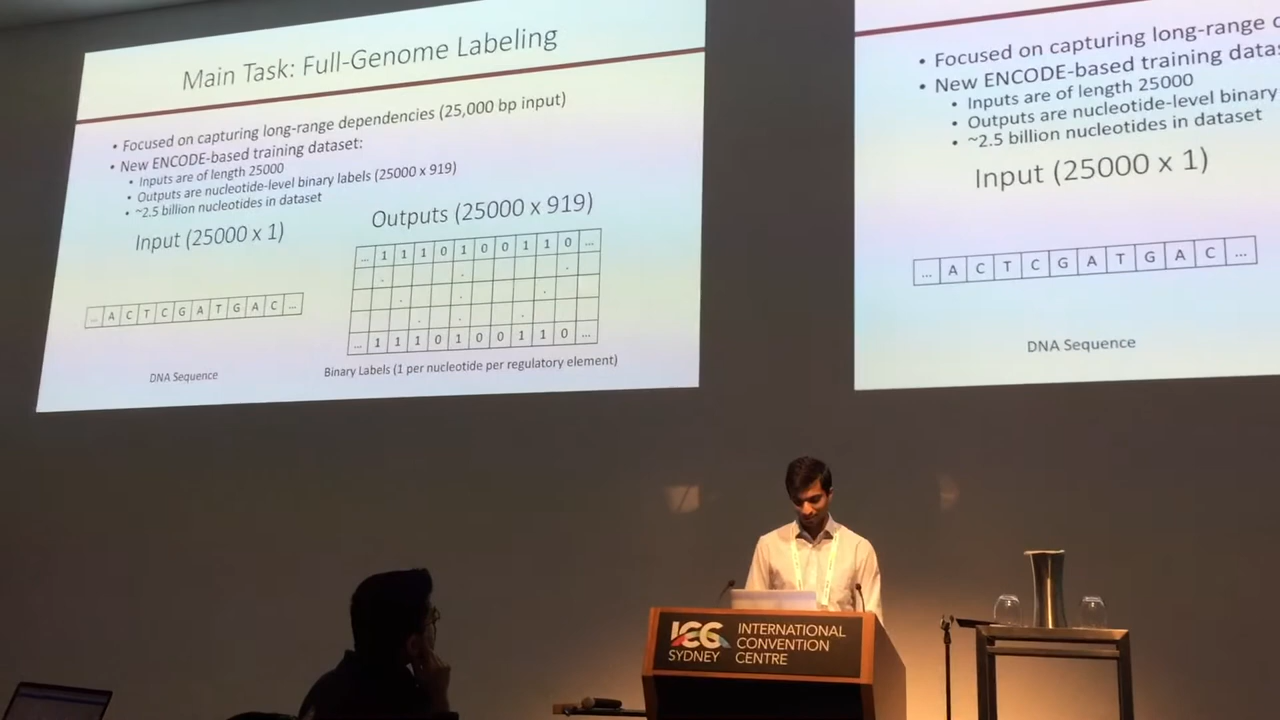 Main Task: Full-Genome Labeling
• Focused on capturing long-range dependencies (25,000 bp input)
• New ENCODE-based training dataset:
• Inputs are of length 25000
• Outputs are nucleotide-level binary labels (25000 x 919)
• ~2.5 billion nucleotides in dataset
Input (25000 x 1)
Outputs (25000 x 919)
... 1 1 1 0 1 0 0 1 1 0 ...
... A C T C G A T G A C ...
... 1 1 1 0 1 0 0 1 1 0 ...
DNA Sequence
Binary Labels (1 per nucleotide per regulatory element)
• Focused on capturing long-range
• New ENCODE-based training
• Inputs are of length 25000
• Outputs are nucleotide-level binary
• ~2.5 billion nucleotides in dataset
Input (25000 x 1)
... A C T C G A T G A C ...
DNA Sequence
ICC
SYDNEY
INTERNATIONAL
CONVENTION
CENTRE